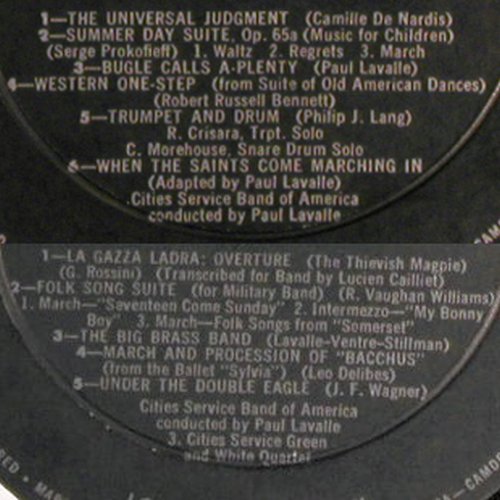 1—THE UNIVERSAL JUDGMENT (Camille De Nardis)
2—SUMMER DAY SUITE, Op. 65a (Music for Children)
(Serge Prokofieff) 1. Waltz 2. Regrets 3. March
3—BUGLE CALLS A-PLENTY (Paul Lavalle)
4—WESTERN ONE-STEP (from Suite of Old American Dances)
(Robert Russell Bennett)
5—TRUMPET AND DRUM (Philip J. Lang)
R. Crisara, Trpt. Solo
C. Morehouse, Snare Drum Solo
6—WHEN THE SAINTS COME MARCHING IN
(Adapted by Paul Lavalle)
Cities Service Band of America
conducted by Paul Lavalle
1—LA GAZZA LADRA: OVERTURE (The Thievish Magpie)
(G. Rossini) (Transcribed for Band by Lucien Cailliet)
2—FOLK SONG SUITE (for Military Band) (R. Vaughan Williams)
1. March—"Seventeen Come Sunday" 2. Intermezzo—"My Bonny
Boy" 3. March—Folk Songs from "Somerset"
3—THE BIG BRASS BAND (Lavalle-Ventre-Stillman)
4—MARCH AND PROCESSION OF "BACCHUS"
(from the Ballet "Sylvia") (Leo Delibes)
5—UNDER THE DOUBLE EAGLE (J. F. Wagner)
Cities Service Band of America
conducted by Paul Lavalle
3. Cities Service Green
and White Quartet